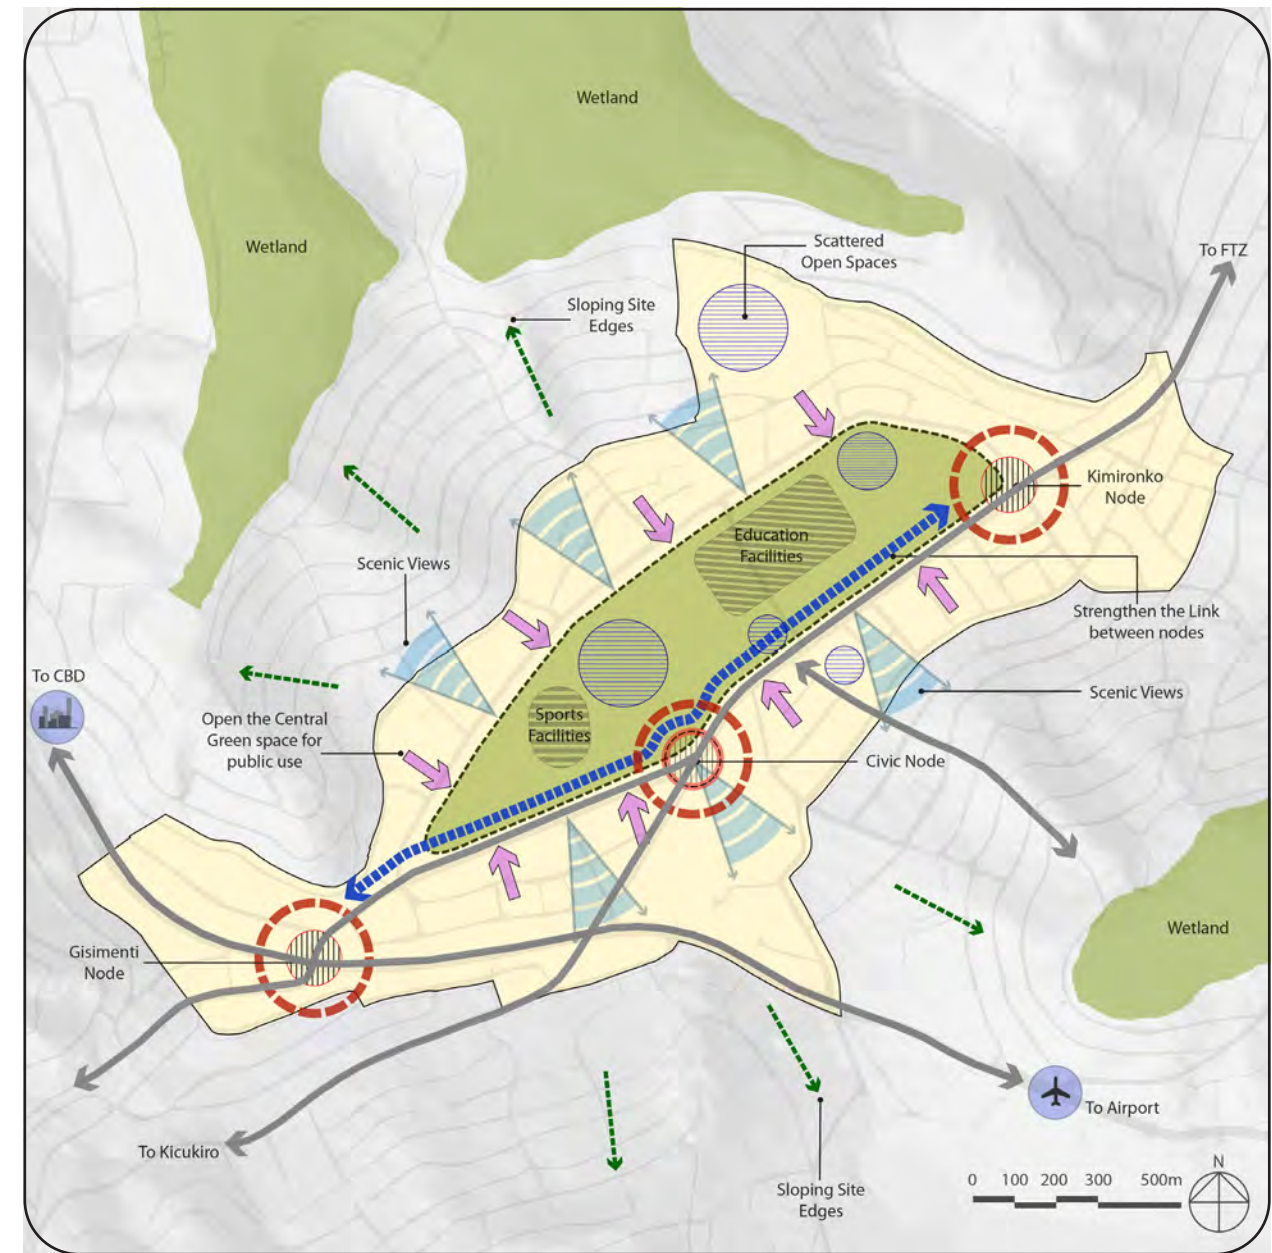 Wetland
Wetland
Scattered
Open Spaces
To FTZ
Sloping Site
Edges
Kimironko
Node
Education
Facilities
Scenic Views
Strengthen the Link
between nodes
To CBD
Scenic Views
Open the Central
Green space for
public use
Sports
Facilities
Civic Node
Wetland
Gisimenti
Node
To Airport
To Kicukiro
Sloping Site
Edges
N
0 100 200 300 500m